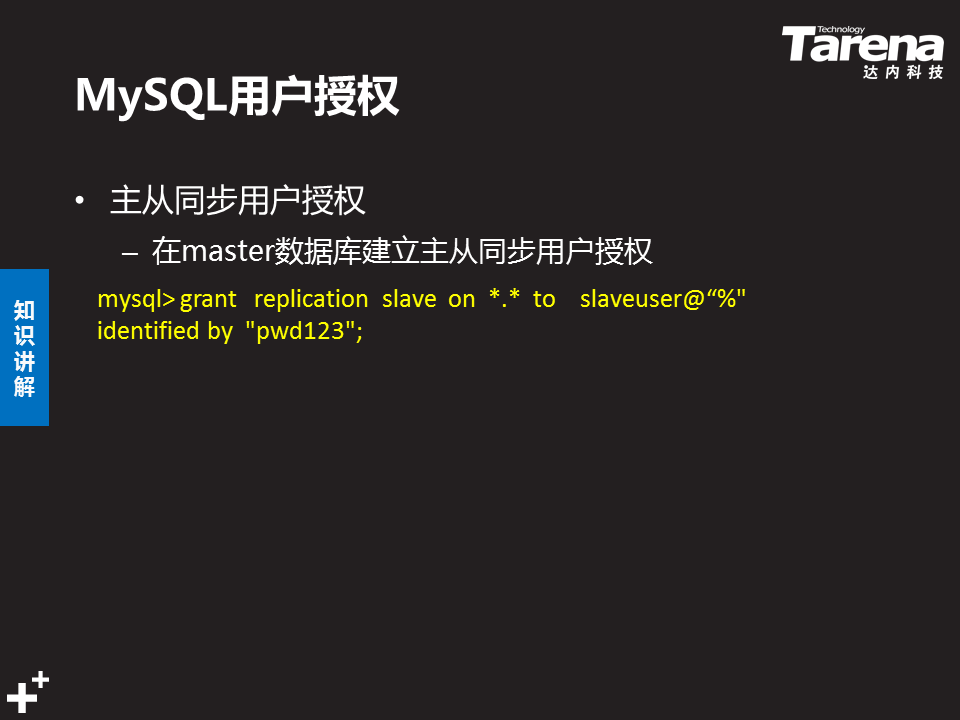 Technology
Tarena
达内科技
MySQL用户授权
• 主从同步用户授权
– 在master数据库建立主从同步用户授权
mysql> grant replication slave on *.* to slaveuser@“%"
identified by "pwd123";
知
识
讲
解